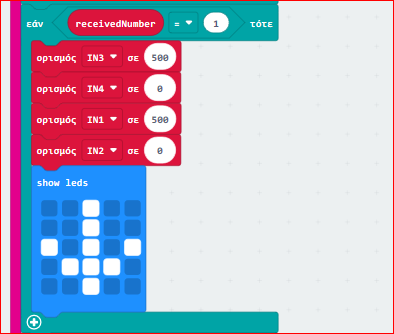 εάν receivedNumber = 1 τότε
ορισμός IN3 σε 500
ορισμός IN4 σε 0
ορισμός IN1 σε 500
ορισμός IN2 σε 0
show leds